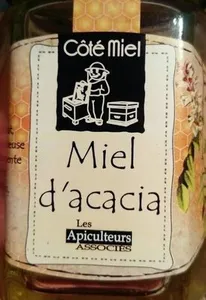 Côté Miel
Miel
d'acacia
Les
Apiculteurs
ASSOCIÉS